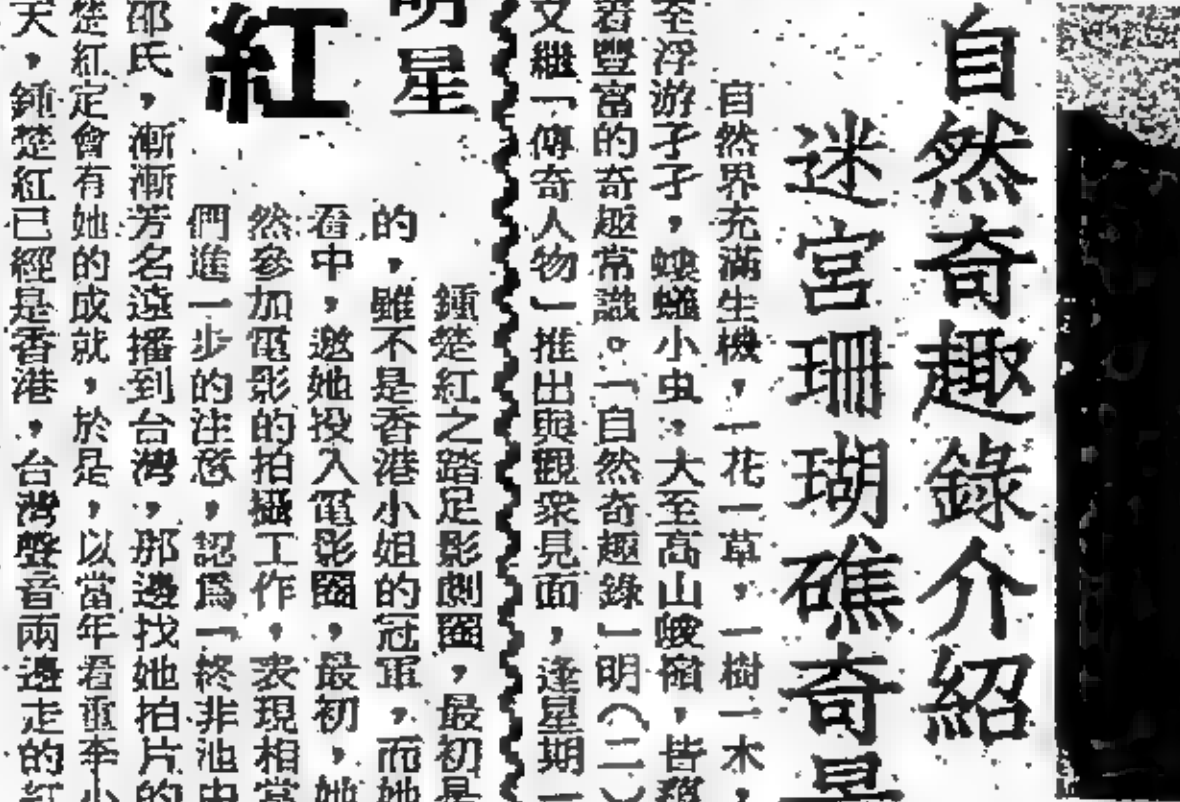 自然奇趣錄介紹
迷宮珊瑚礁奇
自然界充滿生機，一花一草，一樹一木，
至浮游孑孓，螻蟻小虫，大至高山峻嶺，皆
着豐富的奇趣常識。「自然奇趣錄」明（二）
又繼「傳奇人物」推出與觀衆見面，逢星期一
明星
紅
鍾楚紅之踏足影劇圈，最初是
的，雖不是香港小姐的冠軍，而她
看中，邀她投入電影圈，最初，她
然參加電影的拍攝工作，表現相當
們進一步的注意，認爲「終非池中
邵氏，漸漸芳名遠播到台灣，那邊找她拍片的
楚紅定會有她的成就，於是，以當年看重李小
天，鍾楚紅已經是香港，台灣聲音兩邊走的紅